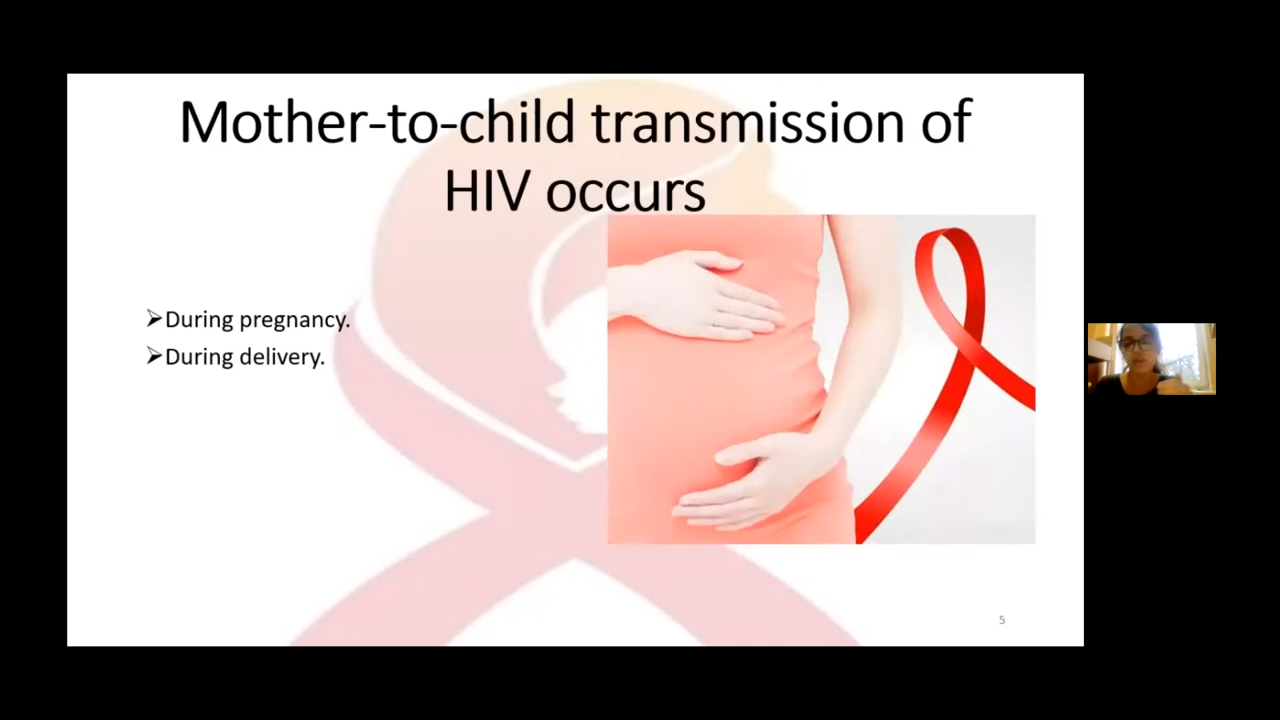 Mother-to-child transmission of
HIV occurs
➢During pregnancy.
➢During delivery.
5